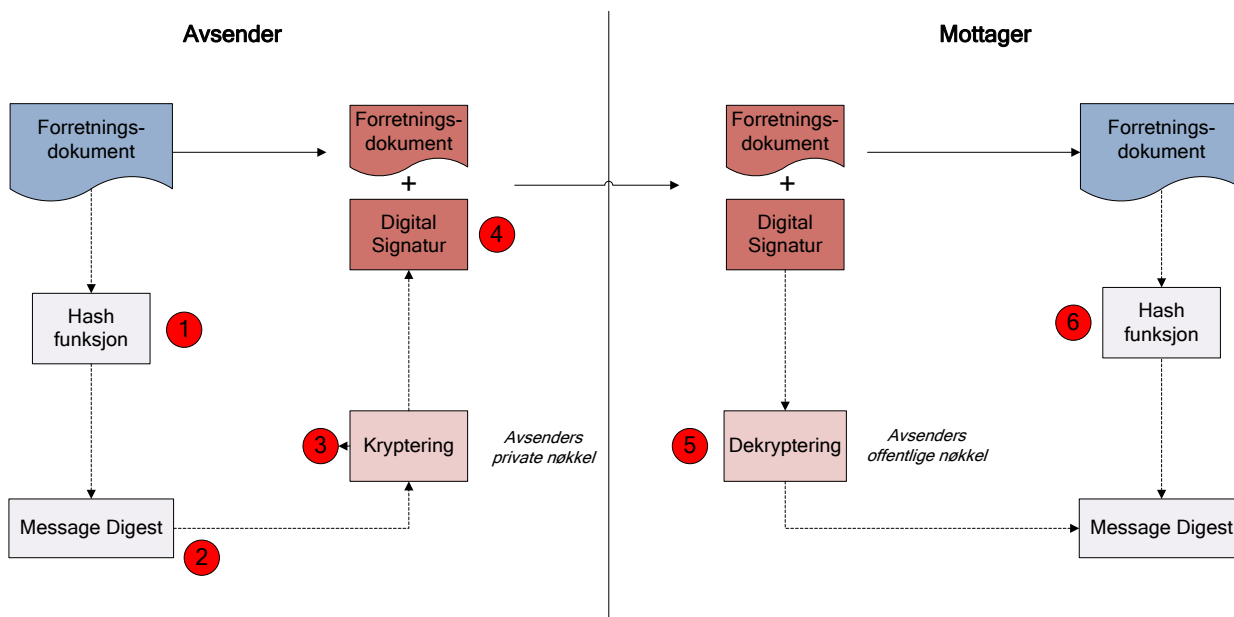 Avsender
Mottager
Forretnings-
dokument
Forretnings-
dokument
+
Digital
Signatur
4
Hash
funksjon
1
3
Kryptering
Avsenders
private nøkkel
Message Digest
2
Forretnings-
dokument
+
Digital
Signatur
Forretnings-
dokument
6
Hash
funksjon
5
Dekryptering
Avsenders
offentlige nøkkel
Message Digest